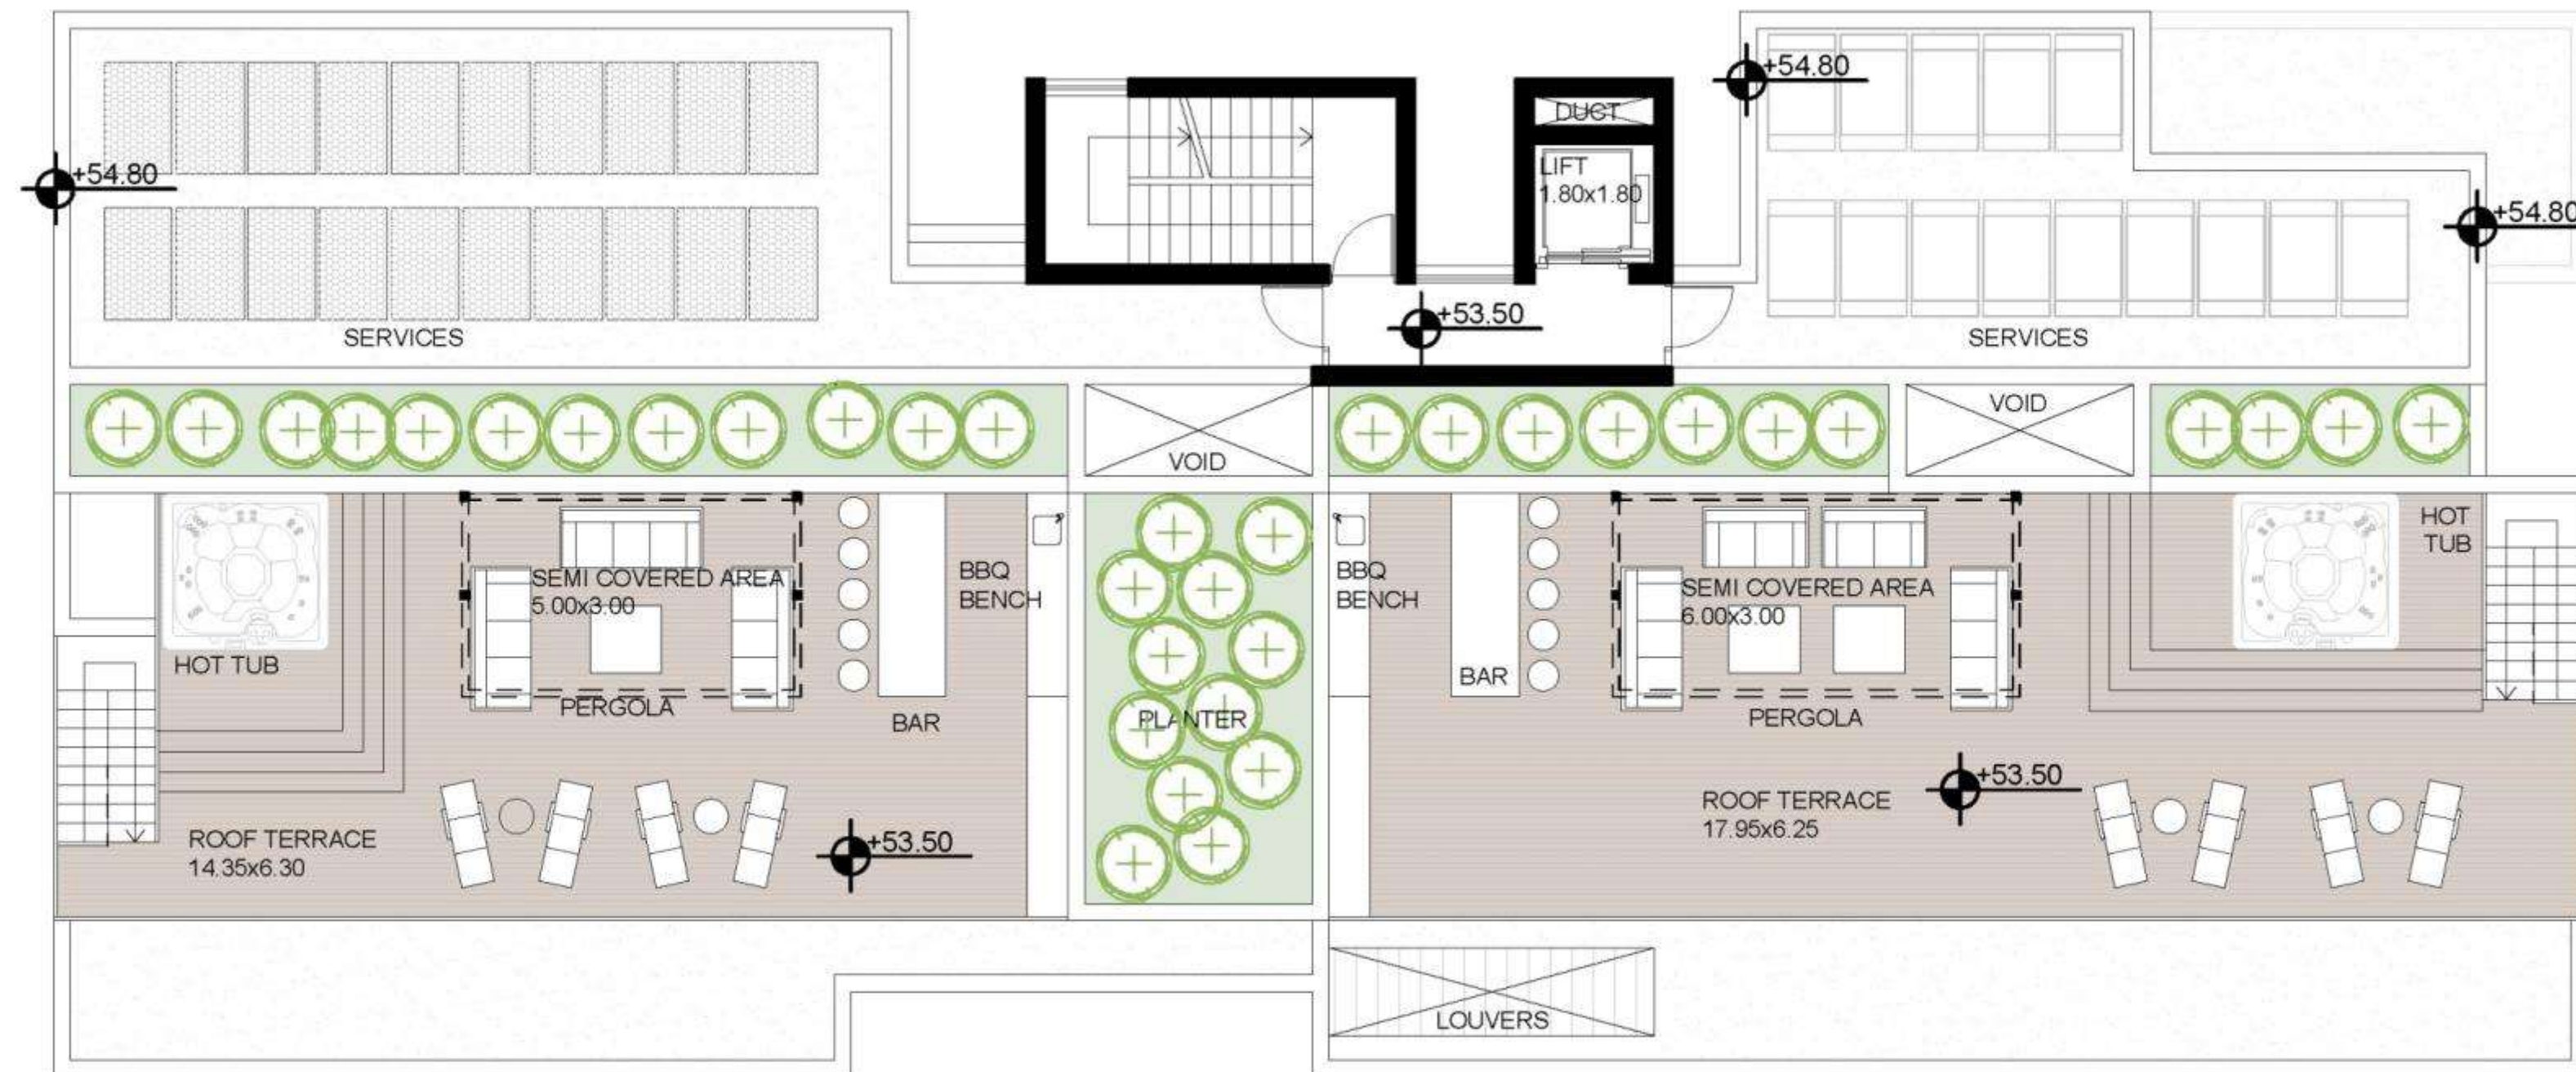 +54.80
DUCT
LIFT
1.80x1.80
+54.80
+54.80
+53.50
SERVICES
SERVICES
VOID
VOID
HOT TUB
SEMI COVERED AREA
5.00x3.00
PERGOLA
BBQ
BENCH
BAR
PLANTER
BBQ
BENCH
BAR
SEMI COVERED AREA
6.00x3.00
PERGOLA
HOT
TUB
ROOF TERRACE
14.35x6.30
+53.50
ROOF TERRACE
17.95x6.25
+53.50
LOUVERS